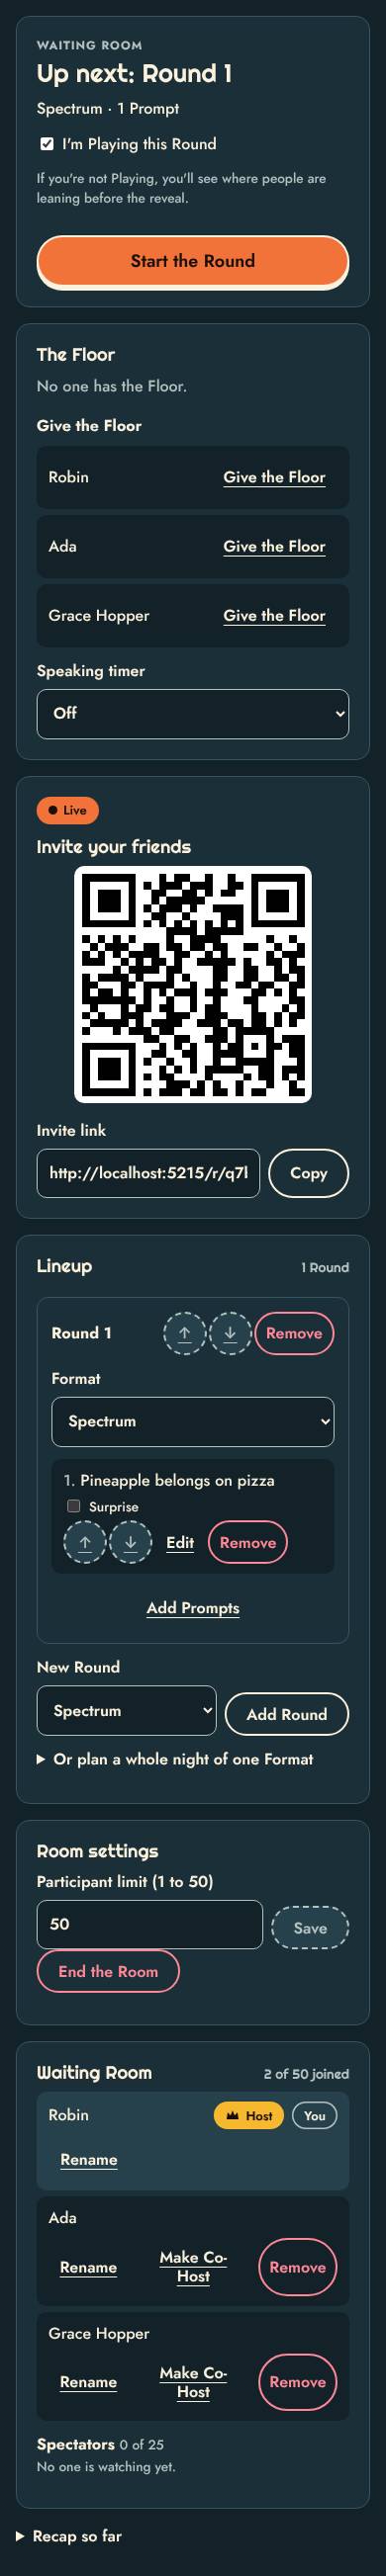 WAITING ROOM
Up next: Round 1
Spectrum · 1 Prompt
I'm Playing this Round
If you're not Playing, you'll see where people are
leaning before the reveal.
Start the Round
The Floor
No one has the Floor.
Give the Floor
Robin Give the Floor
Ada Give the Floor
Grace Hopper Give the Floor
Speaking timer
Off
Live
Invite your friends
Invite link
http://localhost:5215/r/q7l Copy
Lineup 1 Round
Round 1 ↑ ↓ Remove
Format
Spectrum
1. Pineapple belongs on pizza
Surprise
↑ ↓ Edit Remove
Add Prompts
New Round
Spectrum Add Round
Or plan a whole night of one Format
Room settings
Participant limit (1 to 50)
50 Save
End the Room
Waiting Room 2 of 50 joined
Robin Host You
Rename
Ada
Rename Make Co-
Host Remove
Grace Hopper
Rename Make Co-
Host Remove
Spectators 0 of 25
No one is watching yet.
Recap so far